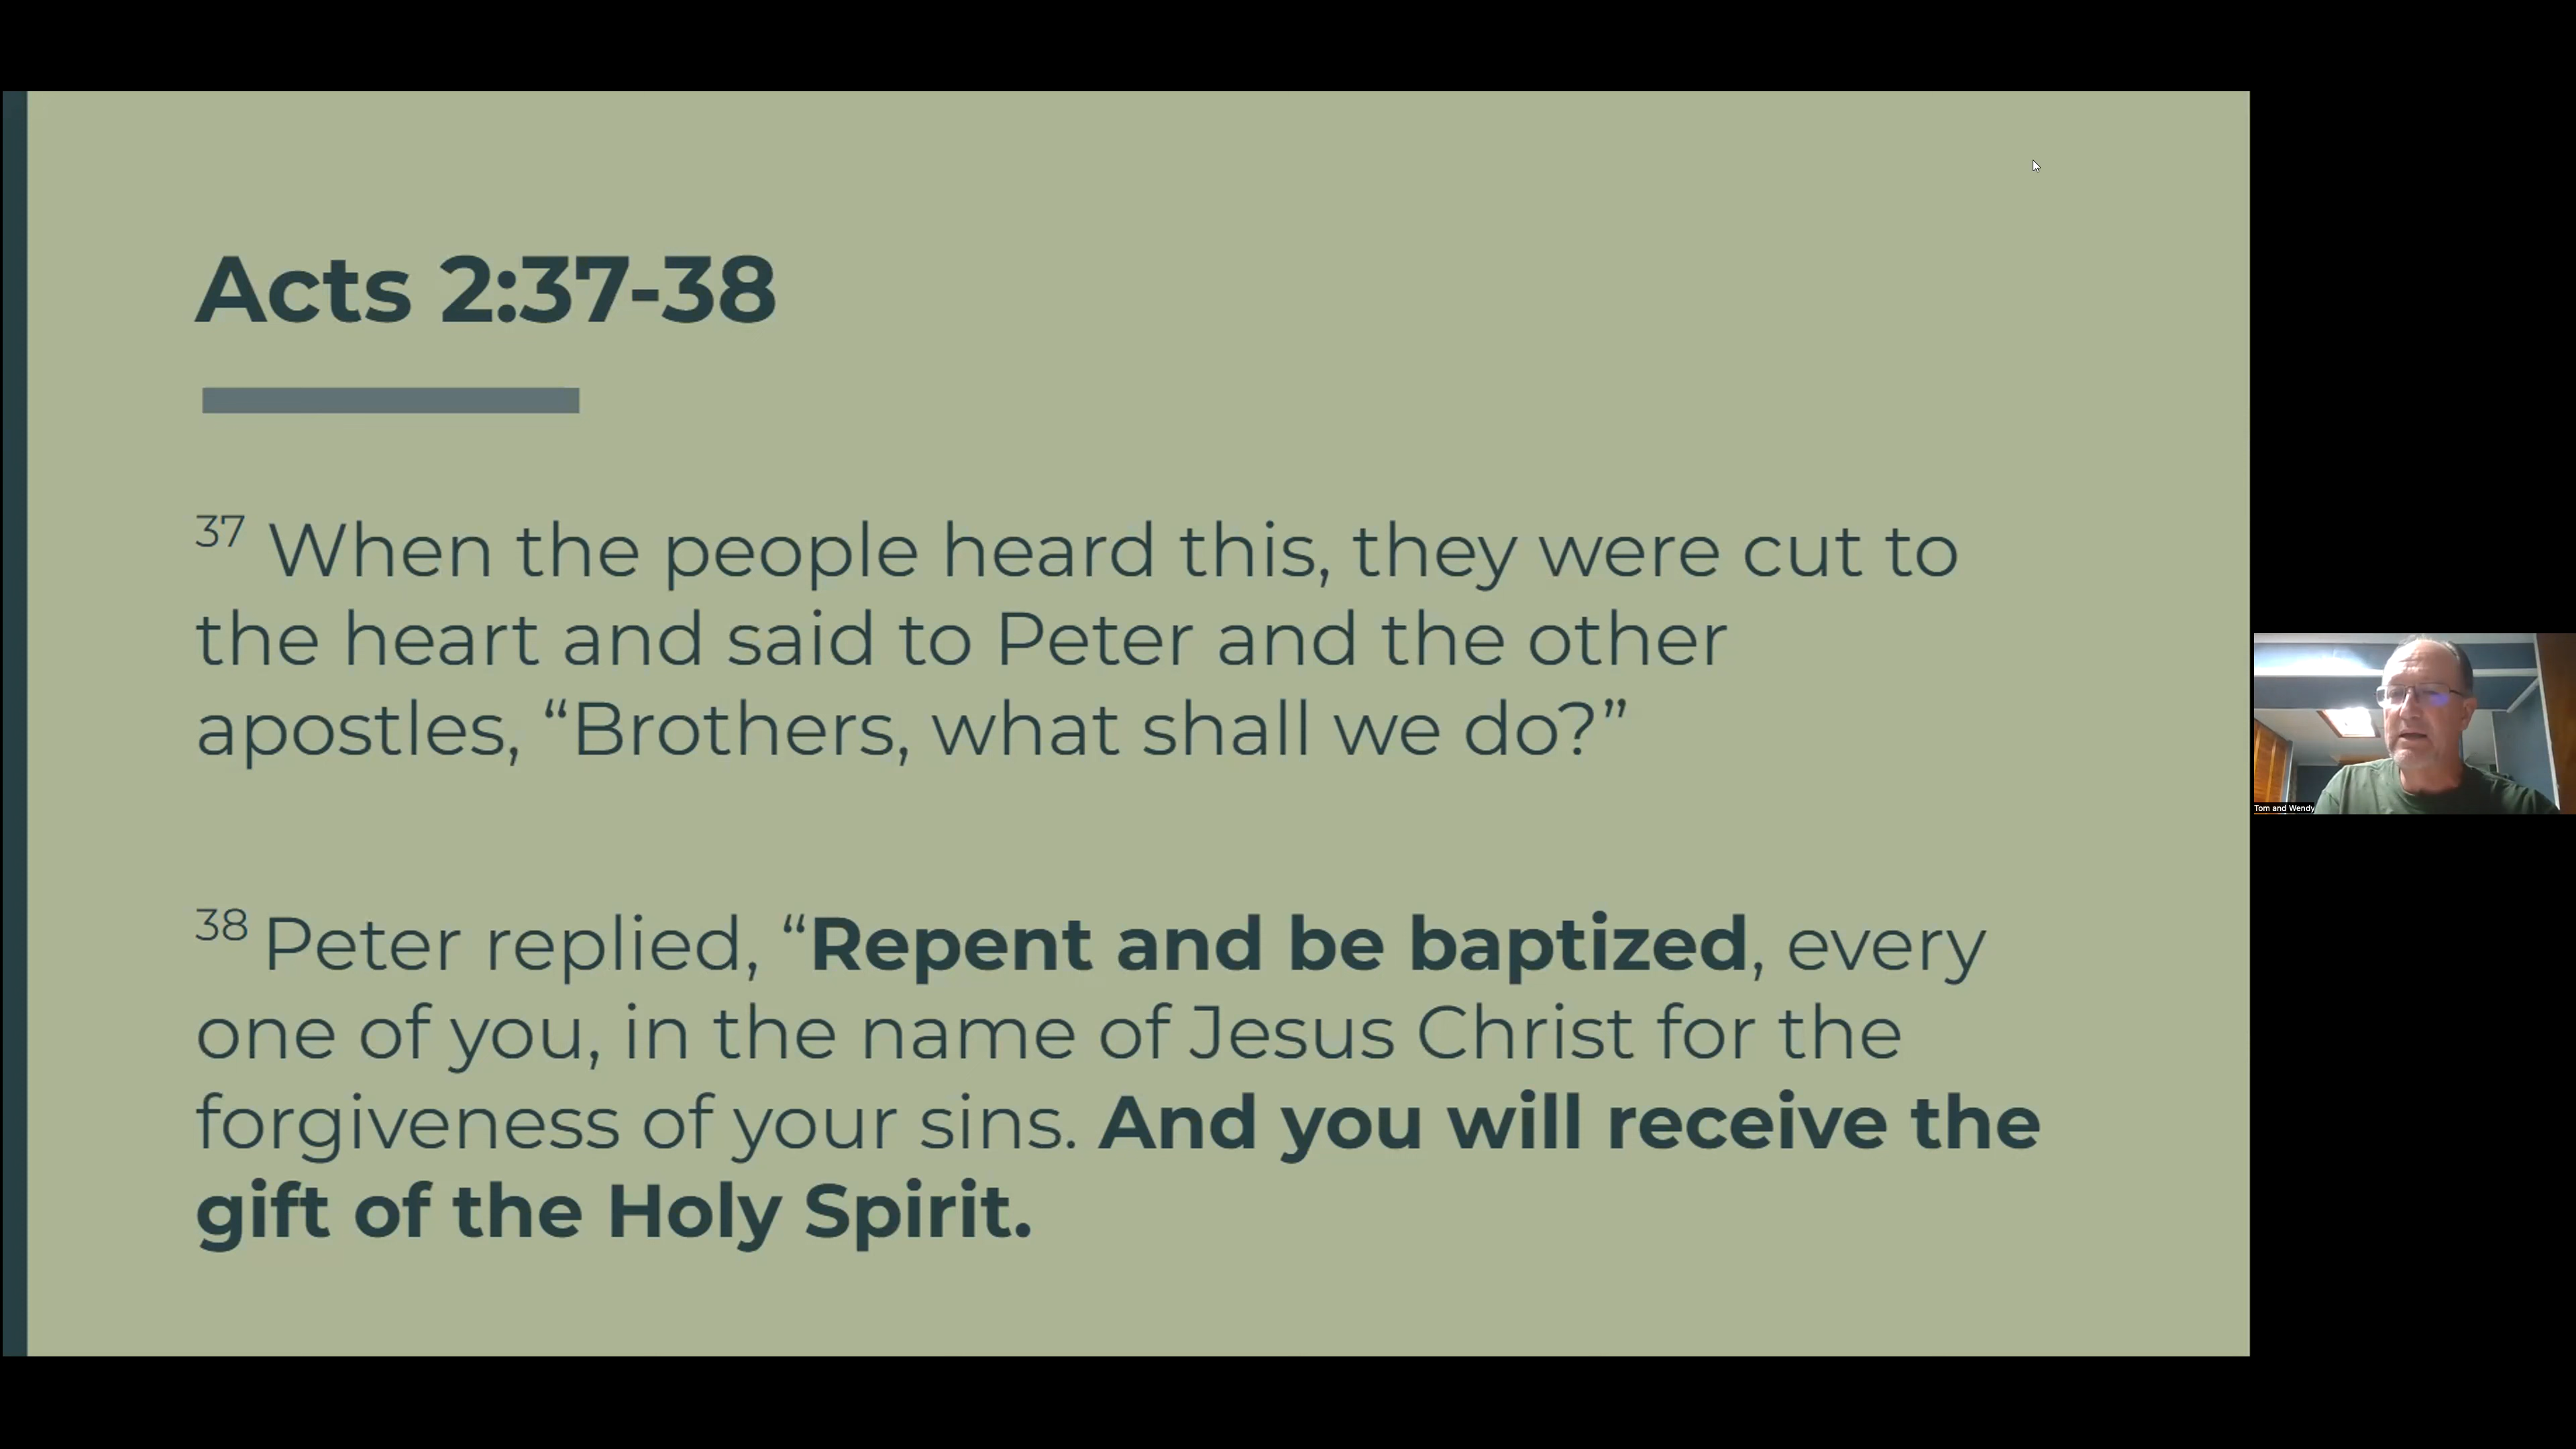 Acts 2:37-38
37 When the people heard this, they were cut to
the heart and said to Peter and the other
apostles, “Brothers, what shall we do?”
38 Peter replied, “Repent and be baptized, every
one of you, in the name of Jesus Christ for the
forgiveness of your sins. And you will receive the
gift of the Holy Spirit.
Tom and Wendy